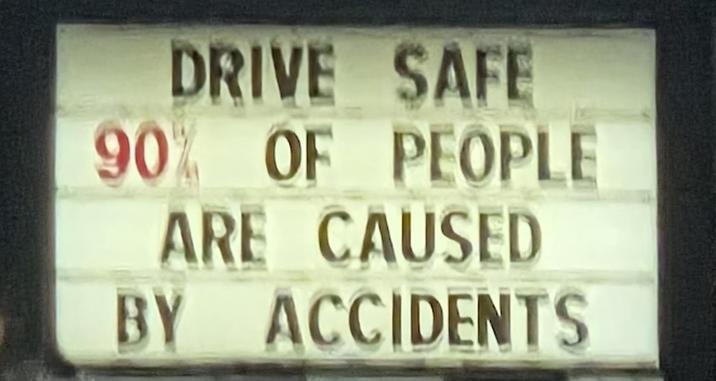 DRIVE SAFE
90% OF PEOPLE
ARE CAUSED
BY ACCIDENTS